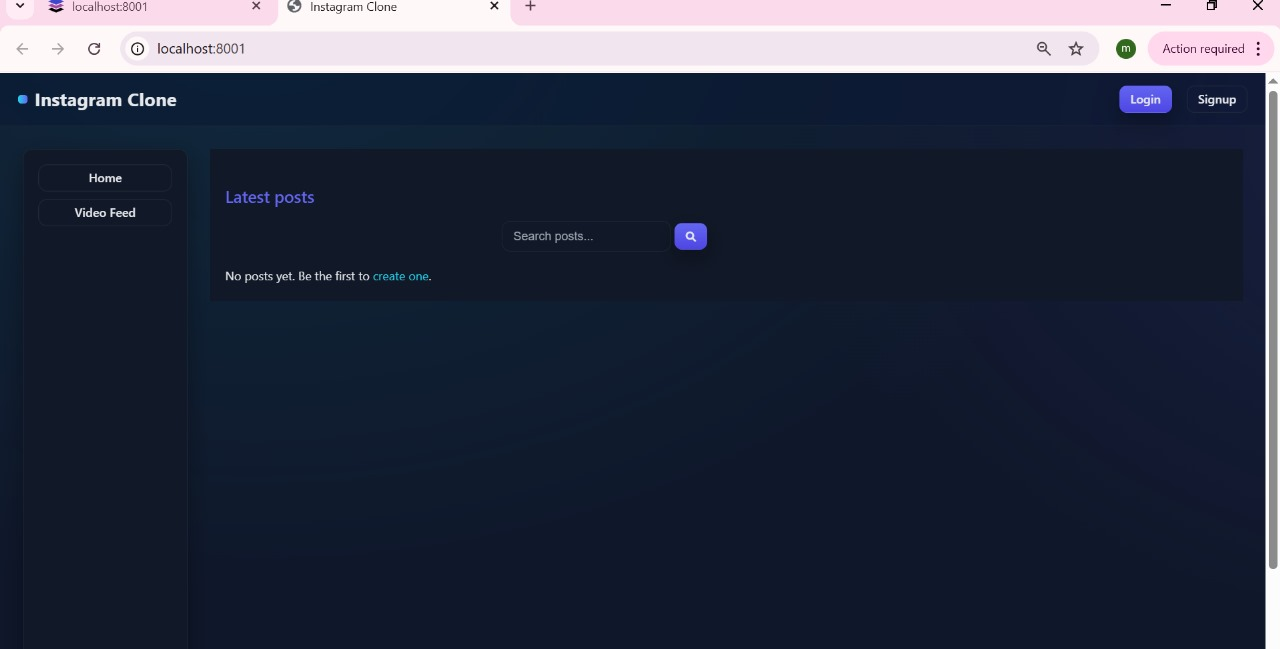 localhost:8001
Instagram Clone
localhost:8001
m
Action required
Instagram Clone
Login
Signup
Home
Video Feed
Latest posts
Search posts...
No posts yet. Be the first to create one.